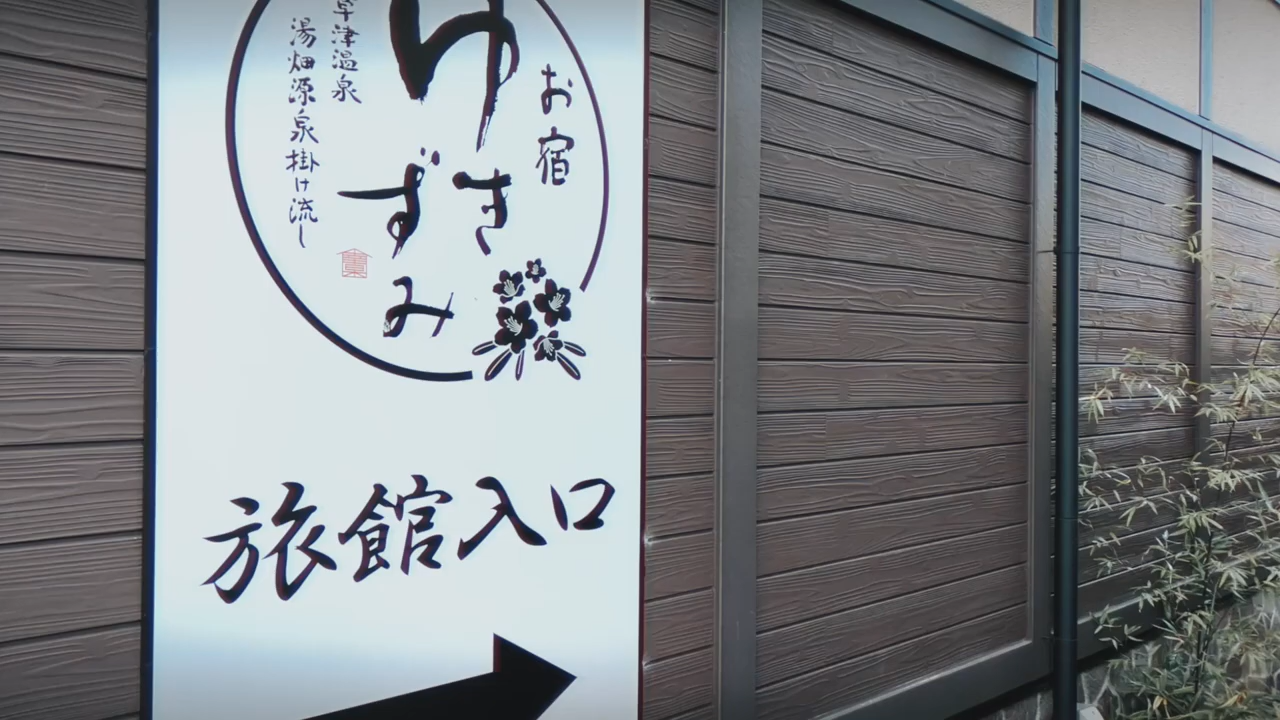 お宿
ゆきずみ
草津温泉
湯畑源泉掛け流し
旅館入口